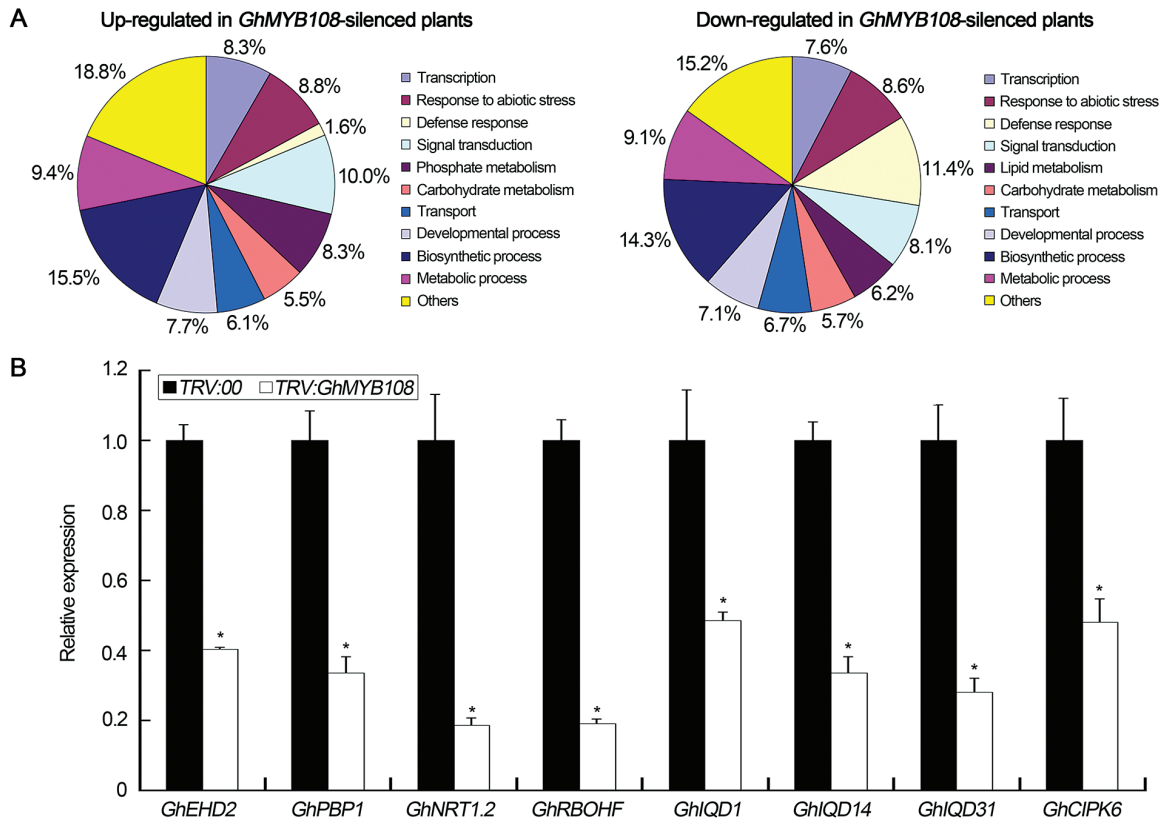 A
Up-regulated in GhMYB108-silenced plants
8.3%
8.8%
1.6%
10.0%
8.3%
5.5%
6.1%
7.7%
15.5%
9.4%
18.8%
Transcription
Response to abiotic stress
Defense response
Signal transduction
Phosphate metabolism
Carbohydrate metabolism
Transport
Developmental process
Biosynthetic process
Metabolic process
Others
Down-regulated in GhMYB108-silenced plants
7.6%
8.6%
11.4%
8.1%
6.2%
5.7%
6.7%
7.1%
14.3%
9.1%
15.2%
Transcription
Response to abiotic stress
Defense response
Signal transduction
Lipid metabolism
Carbohydrate metabolism
Transport
Developmental process
Biosynthetic process
Metabolic process
Others
B
Relative expression
1.2
1.0
0.8
0.6
0.4
0.2
0
TRV:00 TRV:GhMYB108
* * * * * * * *
GhEHD2 GhPBP1 GhNRT1.2 GhRBOHF GhIQD1 GhIQD14 GhIQD31 GhCIPK6